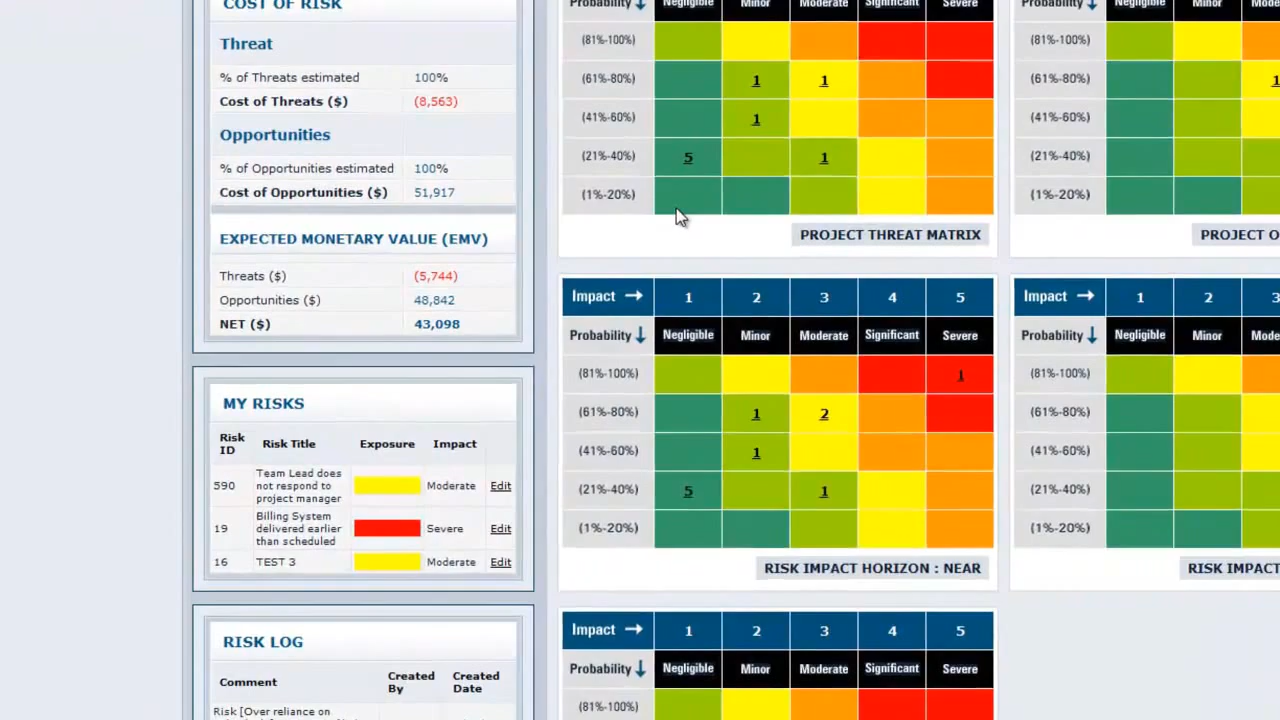 COST OF RISK
Threat
% of Threats estimated 100%
Cost of Threats ($) (8,563)
Opportunities
% of Opportunities estimated 100%
Cost of Opportunities ($) 51,917
EXPECTED MONETARY VALUE (EMV)
Threats ($) (5,744)
Opportunities ($) 48,842
NET ($) 43,098
MY RISKS
Risk ID Risk Title Exposure Impact
590 Team Lead does not respond to project manager Moderate Edit
19 Billing System delivered earlier than scheduled Severe Edit
16 TEST 3 Moderate Edit
RISK LOG
Comment Created By Created Date
Risk [Over reliance on
Probability ↓ Negligible Minor Moderate Significant Severe
(81%-100%)
(61%-80%) 1 1
(41%-60%) 1
(21%-40%) 5 1
(1%-20%)
PROJECT THREAT MATRIX
Impact → 1 2 3 4 5
Probability ↓ Negligible Minor Moderate Significant Severe
(81%-100%) 1
(61%-80%) 1 2
(41%-60%) 1
(21%-40%) 5 1
(1%-20%)
RISK IMPACT HORIZON : NEAR
Impact → 1 2 3 4 5
Probability ↓ Negligible Minor Moderate Significant Severe
(81%-100%)
Probability ↓ Negligible Minor Mode
(81%-100%)
(61%-80%) 1
(41%-60%)
(21%-40%)
(1%-20%)
PROJECT O
Impact → 1 2 3
Probability ↓ Negligible Minor Mode
(81%-100%)
(61%-80%)
(41%-60%)
(21%-40%)
(1%-20%)
RISK IMPACT